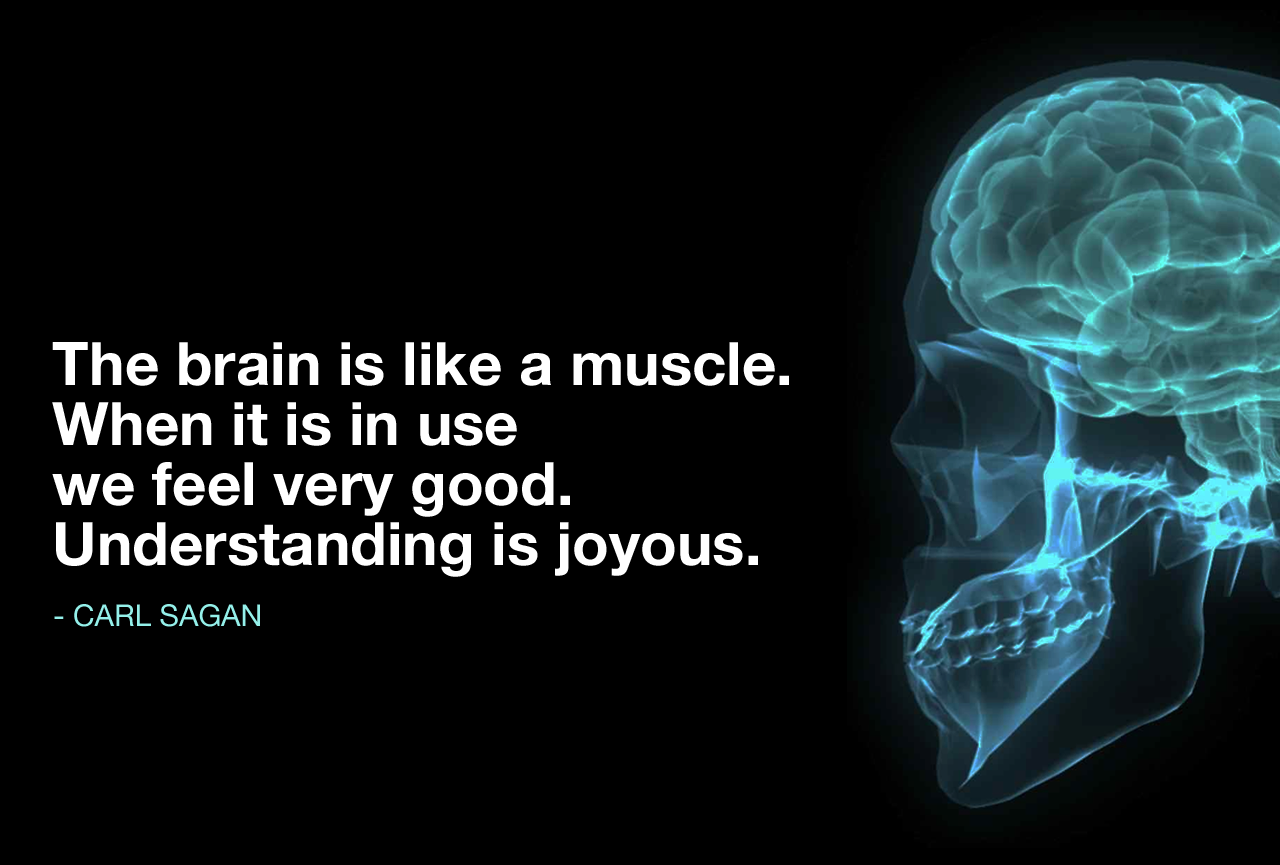 The brain is like a muscle.
When it is in use
we feel very good.
Understanding is joyous.
- CARL SAGAN